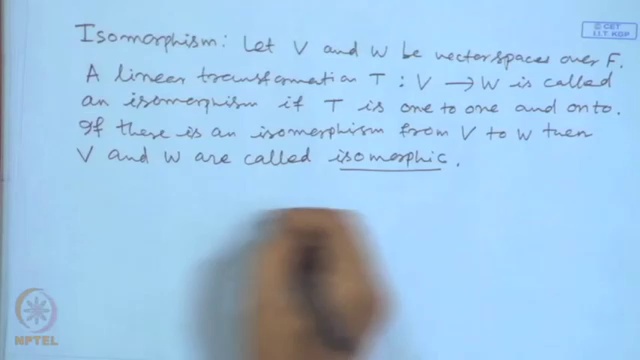 Isomorphism: Let V and W be vectorspaces over F.
A linear transformation T : V → W is called
an isomorphism if T is one to one and onto.
If there is an isomorphism from V to W then
V and W are called isomorphic.
© CET
I.I.T. KGP
NPTEL